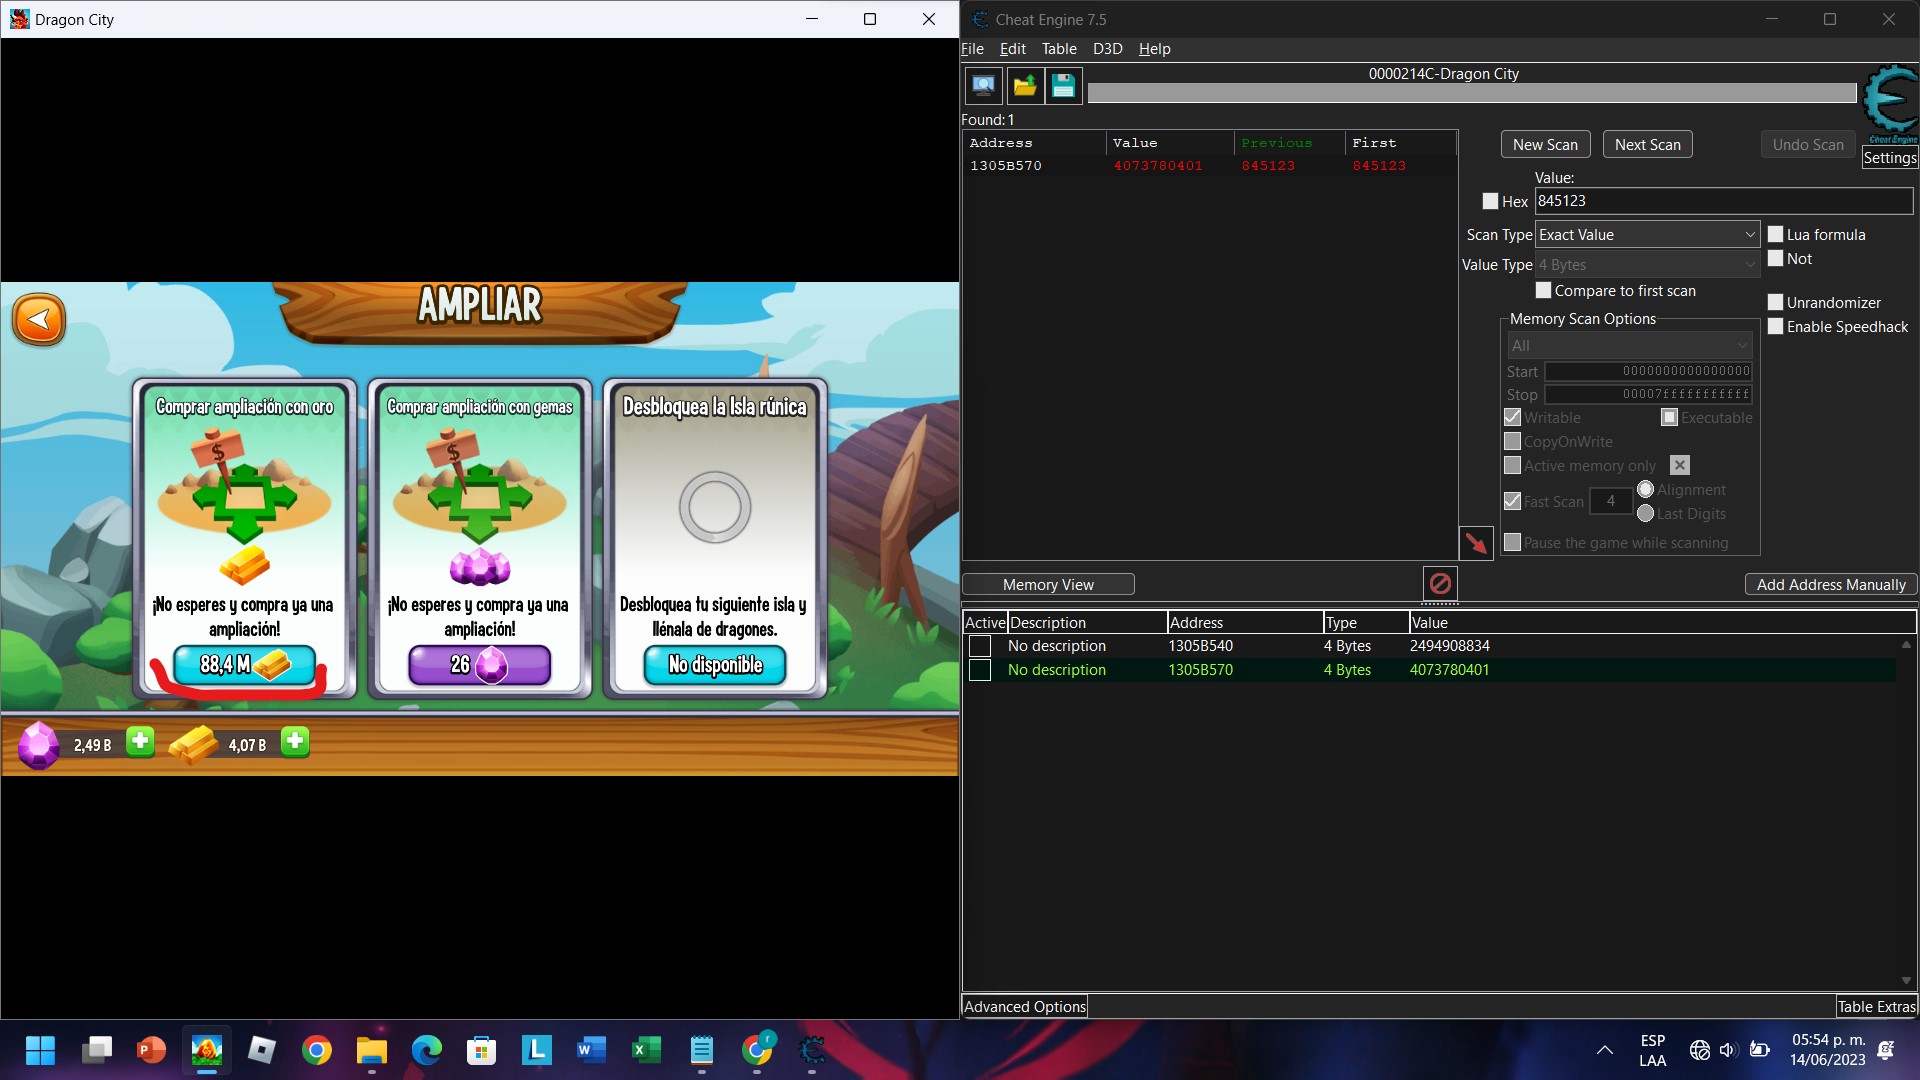 Dragon City
AMPLIAR
Comprar ampliación con oro
$
¡No esperes y compra ya una
ampliación!
88,4 M
Comprar ampliación con gemas
$
¡No esperes y compra ya una
ampliación!
26
Desbloquea la Isla rúnica
Desbloquea tu siguiente isla y
llénala de dragones.
No disponible
2,49 B
4,07 B
Cheat Engine 7.5
File Edit Table D3D Help
0000214C-Dragon City
Cheat Engine
Settings
Found: 1
Address Value Previous First
1305B570 4073780401 845123 845123
New Scan Next Scan Undo Scan
Value:
Hex 845123
Scan Type Exact Value
Lua formula
Value Type 4 Bytes
Not
Compare to first scan
Unrandomizer
Enable Speedhack
Memory Scan Options
All
Start 0000000000000000
Stop 00007fffffffffff
Writable Executable
CopyOnWrite
Active memory only
Fast Scan 4 Alignment
Last Digits
Pause the game while scanning
Memory View
Add Address Manually
Active Description Address Type Value
No description 1305B540 4 Bytes 2494908834
No description 1305B570 4 Bytes 4073780401
Advanced Options Table Extras
ESP
LAA
05:54 p. m.
14/06/2023